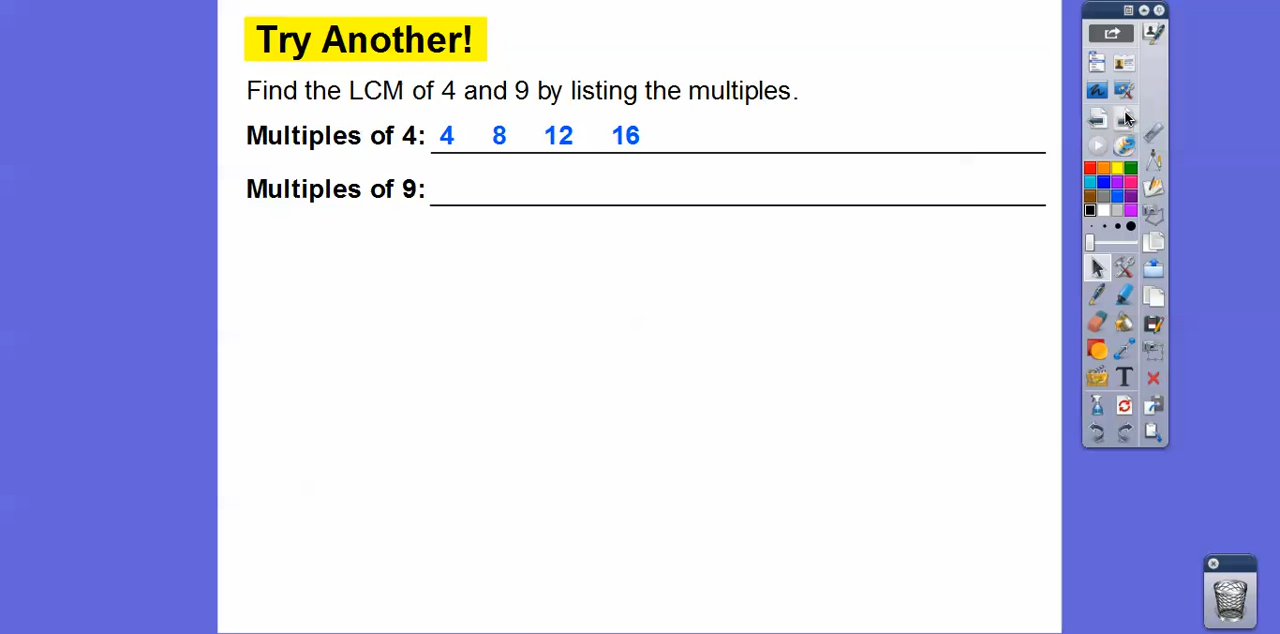 Try Another!
Find the LCM of 4 and 9 by listing the multiples.
Multiples of 4: 4 8 12 16
Multiples of 9: